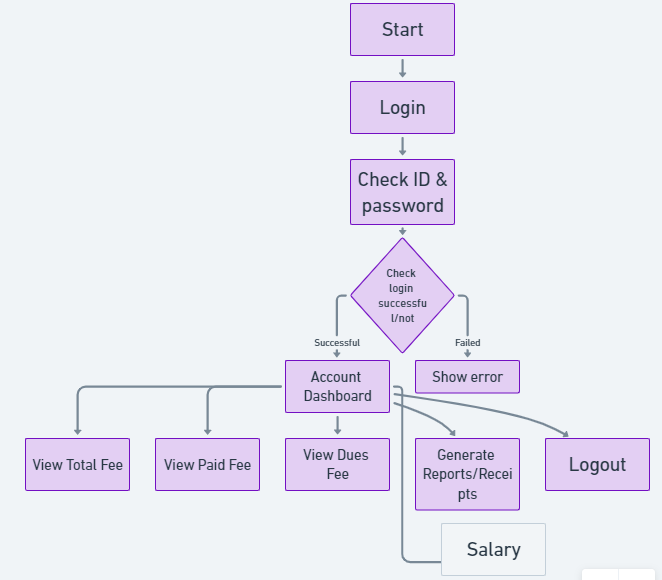 Start
Login
Check ID &
password
Check
login
successfu
l/not
Successful
Failed
Account
Dashboard
Show error
View Total Fee
View Paid Fee
View Dues
Fee
Generate
Reports/Recei
pts
Logout
Salary